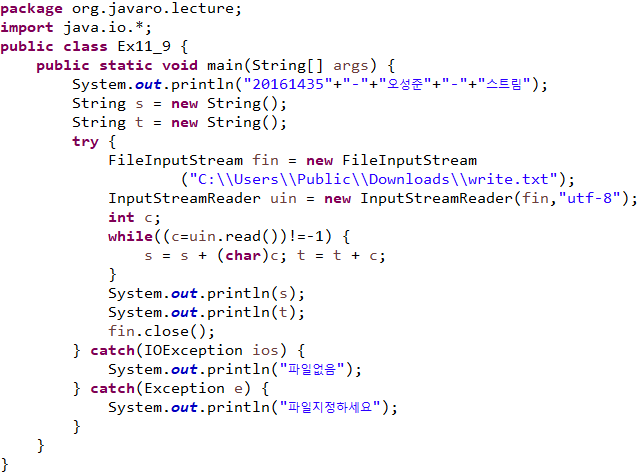 package org.javaro.lecture;
import java.io.*;
public class Ex11_9 {
    public static void main(String[] args) {
        System.out.println("20161435"+"-"+"오성준"+"-"+"스트림");
        String s = new String();
        String t = new String();
        try {
            FileInputStream fin = new FileInputStream
                    ("C:\\Users\\Public\\Downloads\\write.txt");
            InputStreamReader uin = new InputStreamReader(fin,"utf-8");
            int c;
            while((c=uin.read())!=-1) {
                s = s + (char)c; t = t + c;
            }
            System.out.println(s);
            System.out.println(t);
            fin.close();
        } catch(IOException ios) {
            System.out.println("파일없음");
        } catch(Exception e) {
            System.out.println("파일지정하세요");
        }
    }
}